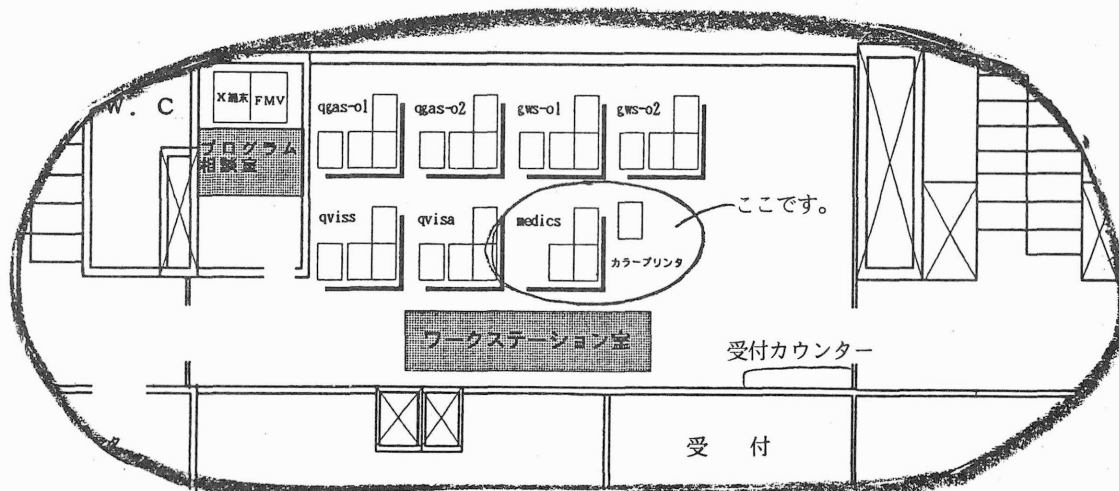 W. C
X端末 FMV
プログラム
相談室
qgas-o1 qgas-o2 gws-o1 gws-o2
qviss qvisa medics
カラープリンタ
ここです。
ワークステーション室
受付カウンター
受 付
タ